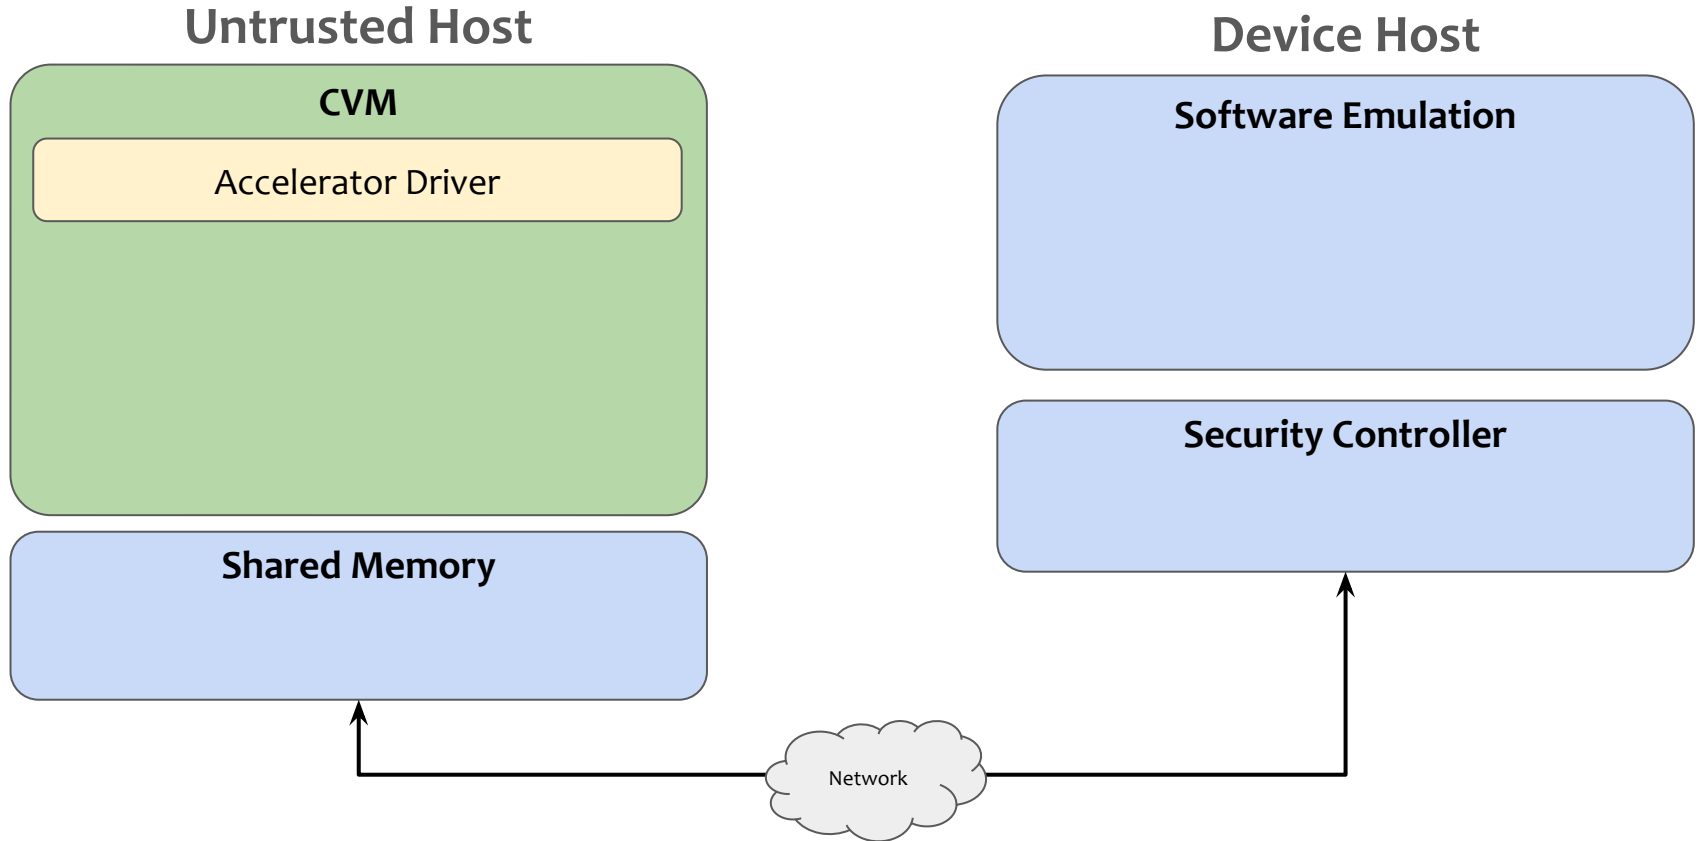 Untrusted Host
CVM
Accelerator Driver
Shared Memory
Device Host
Software Emulation
Security Controller
Network